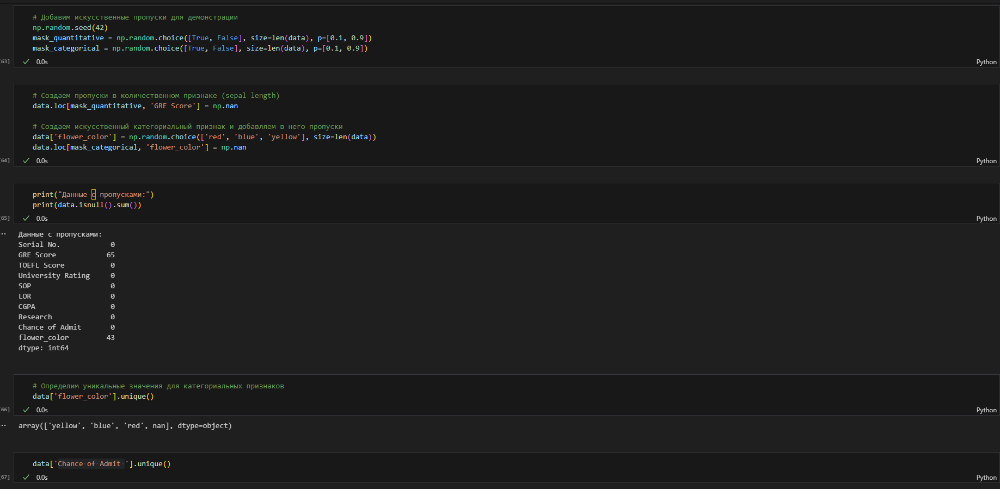 # Добавим искусственные пропуски для демонстрации
np.random.seed(42)
mask_quantitative = np.random.choice([True, False], size=len(data), p=[0.1, 0.9])
mask_categorical = np.random.choice([True, False], size=len(data), p=[0.1, 0.9])
[63] ✓ 0.0s Python
# Создаем пропуски в количественном признаке (sepal length)
data.loc[mask_quantitative, 'GRE Score'] = np.nan
# Создаем искусственный категориальный признак и добавляем в него пропуски
data['flower_color'] = np.random.choice(['red', 'blue', 'yellow'], size=len(data))
data.loc[mask_categorical, 'flower_color'] = np.nan
[64] ✓ 0.0s Python
print("Данные с пропусками:")
print(data.isnull().sum())
[65] ✓ 0.0s Python
Данные с пропусками:
Serial No. 0
GRE Score 65
TOEFL Score 0
University Rating 0
SOP 0
LOR 0
CGPA 0
Research 0
Chance of Admit 0
flower_color 43
dtype: int64
# Определим уникальные значения для категориальных признаков
data['flower_color'].unique()
[66] ✓ 0.0s Python
array(['yellow', 'blue', 'red', nan], dtype=object)
data['Chance of Admit '].unique()
[67] ✓ 0.0s Python